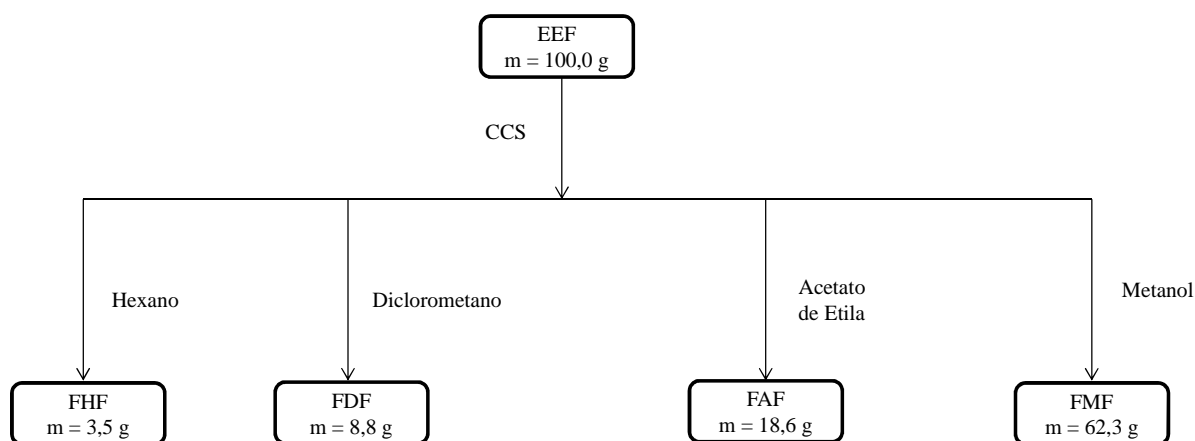 EEF
m = 100,0 g
CCS
Hexano
Diclorometano
Acetato
de Etila
Metanol
FHF
m = 3,5 g
FDF
m = 8,8 g
FAF
m = 18,6 g
FMF
m = 62,3 g